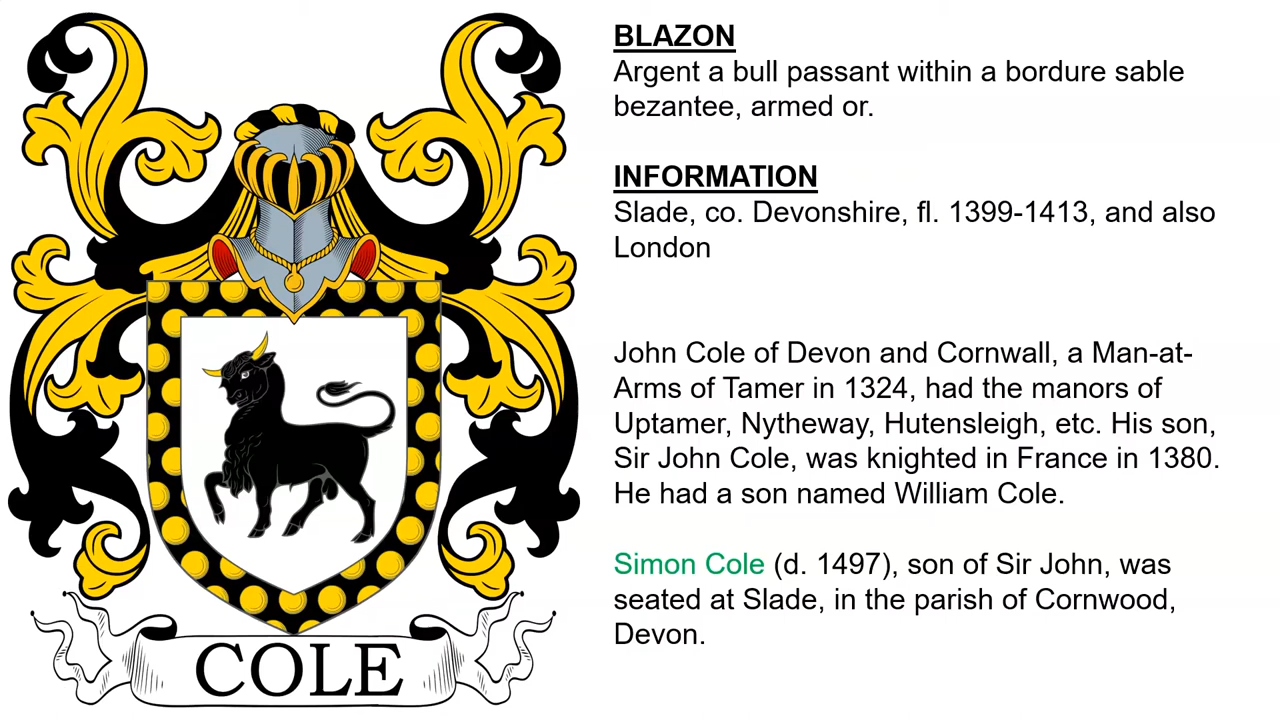 BLAZON
Argent a bull passant within a bordure sable
bezantee, armed or.
INFORMATION
Slade, co. Devonshire, fl. 1399-1413, and also
London
John Cole of Devon and Cornwall, a Man-at-
Arms of Tamer in 1324, had the manors of
Uptamer, Nytheway, Hutensleigh, etc. His son,
Sir John Cole, was knighted in France in 1380.
He had a son named William Cole.
Simon Cole (d. 1497), son of Sir John, was
seated at Slade, in the parish of Cornwood,
Devon.
COLE